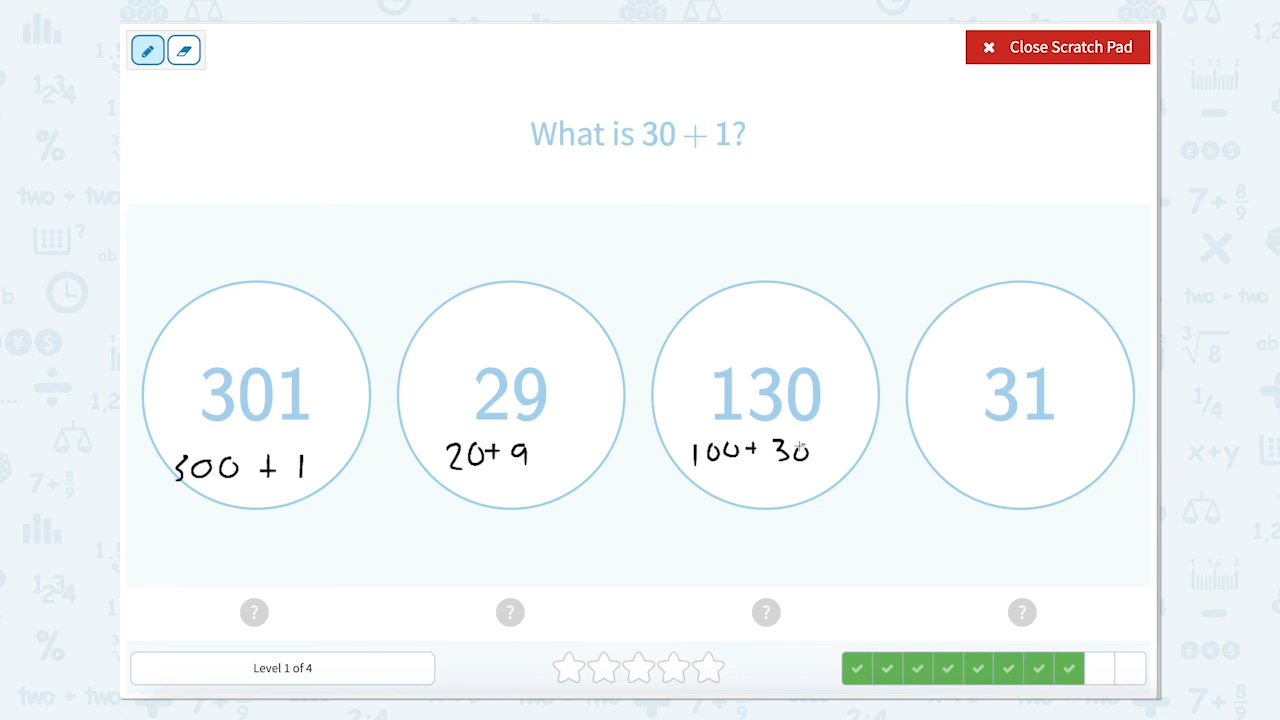 Close Scratch Pad
What is 30 + 1?
301
300 + 1
29
20+ 9
130
100+ 30
31
? ? ? ?
Level 1 of 4